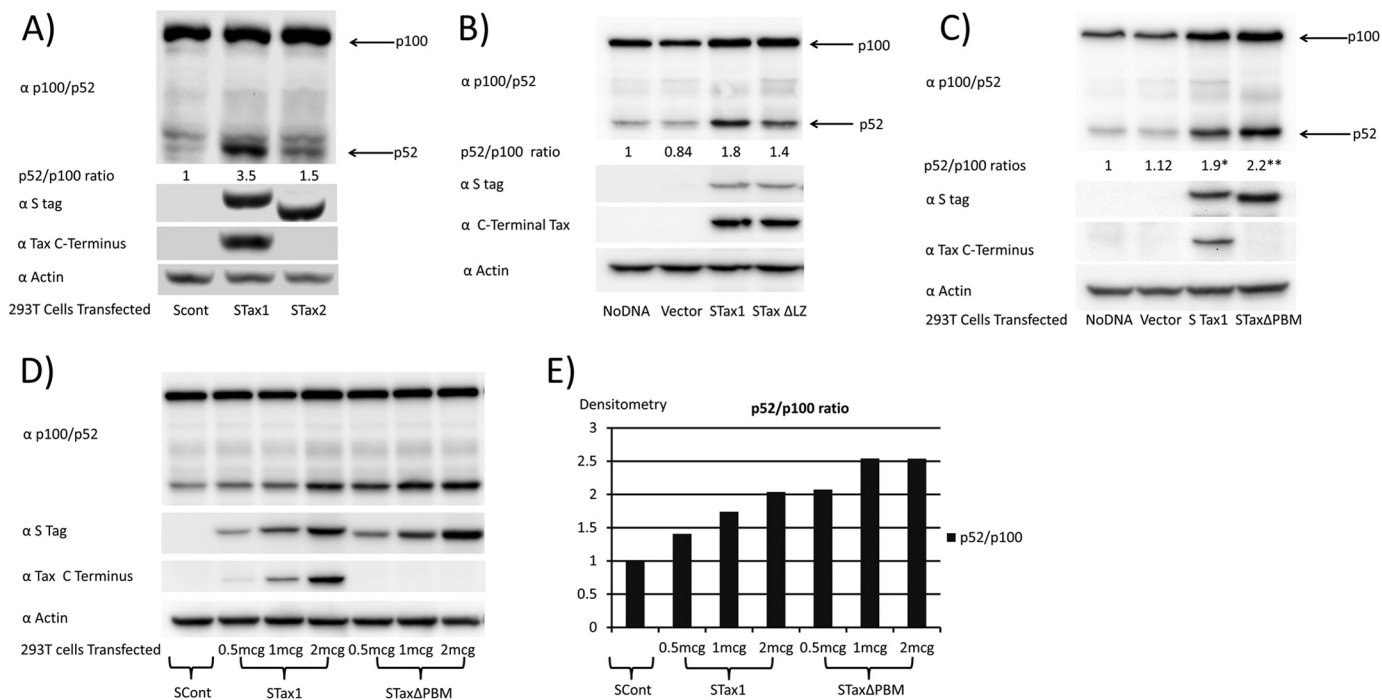 A)
p100
α p100/p52
p52
p52/p100 ratio 1 3.5 1.5
α S tag
α Tax C-Terminus
α Actin
293T Cells Transfected Scont STax1 STax2
B)
p100
α p100/p52
p52
p52/p100 ratio 1 0.84 1.8 1.4
α S tag
α C-Terminal Tax
α Actin
NoDNA Vector STax1 STax ΔLZ
C)
p100
α p100/p52
p52
p52/p100 ratios 1 1.12 1.9* 2.2**
α S tag
α Tax C-Terminus
α Actin
293T Cells Transfected NoDNA Vector S Tax1 STaxΔPBM
D)
α p100/p52
α S Tag
α Tax C Terminus
α Actin
293T cells Transfected 0.5mcg 1mcg 2mcg 0.5mcg 1mcg 2mcg
SCont STax1 STaxΔPBM
E)
Densitometry p52/p100 ratio
3
2.5
2
1.5
1
0.5
0
p52/p100
0.5mcg 1mcg 2mcg 0.5mcg 1mcg 2mcg
SCont STax1 STaxΔPBM